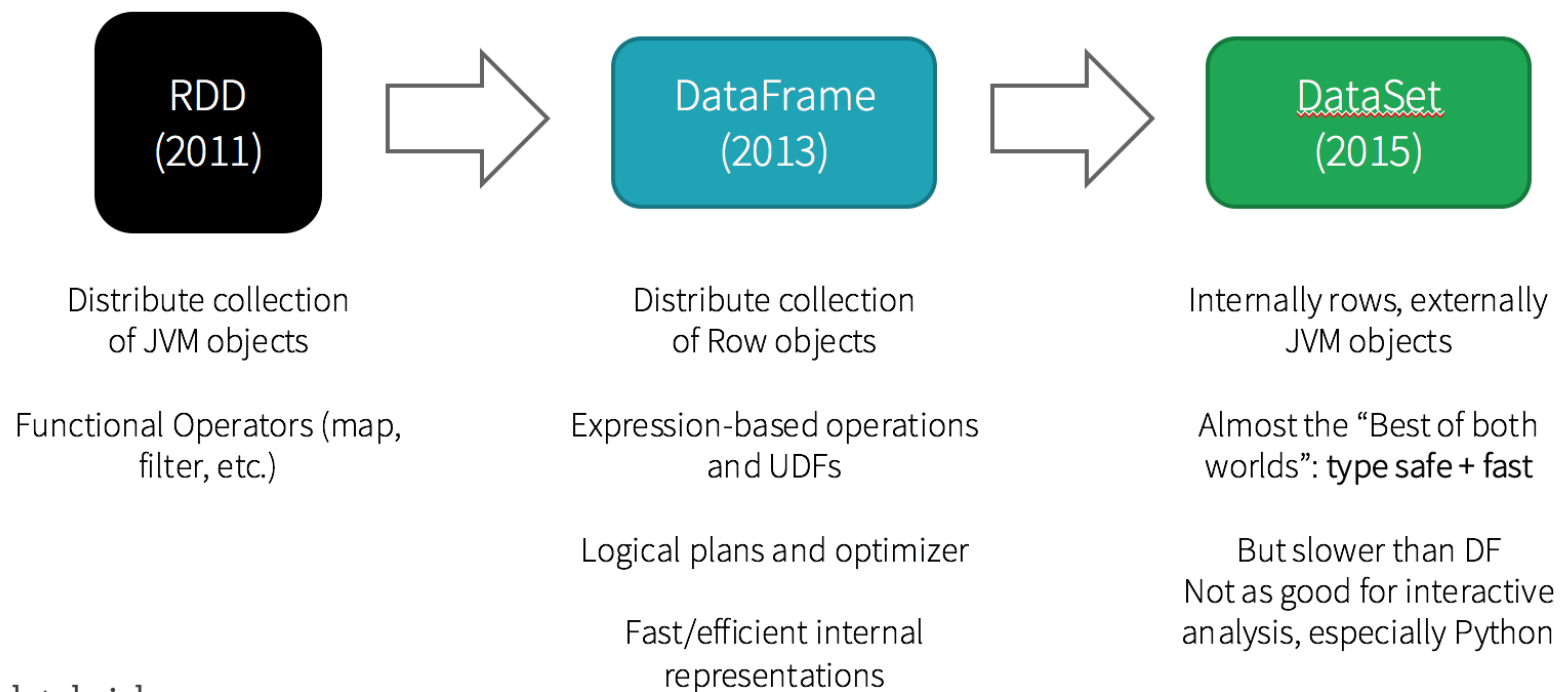 RDD
(2011)
Distribute collection
of JVM objects
Functional Operators (map,
filter, etc.)
DataFrame
(2013)
Distribute collection
of Row objects
Expression-based operations
and UDFs
Logical plans and optimizer
Fast/efficient internal
representations
DataSet
(2015)
Internally rows, externally
JVM objects
Almost the “Best of both
worlds”: type safe + fast
But slower than DF
Not as good for interactive
analysis, especially Python